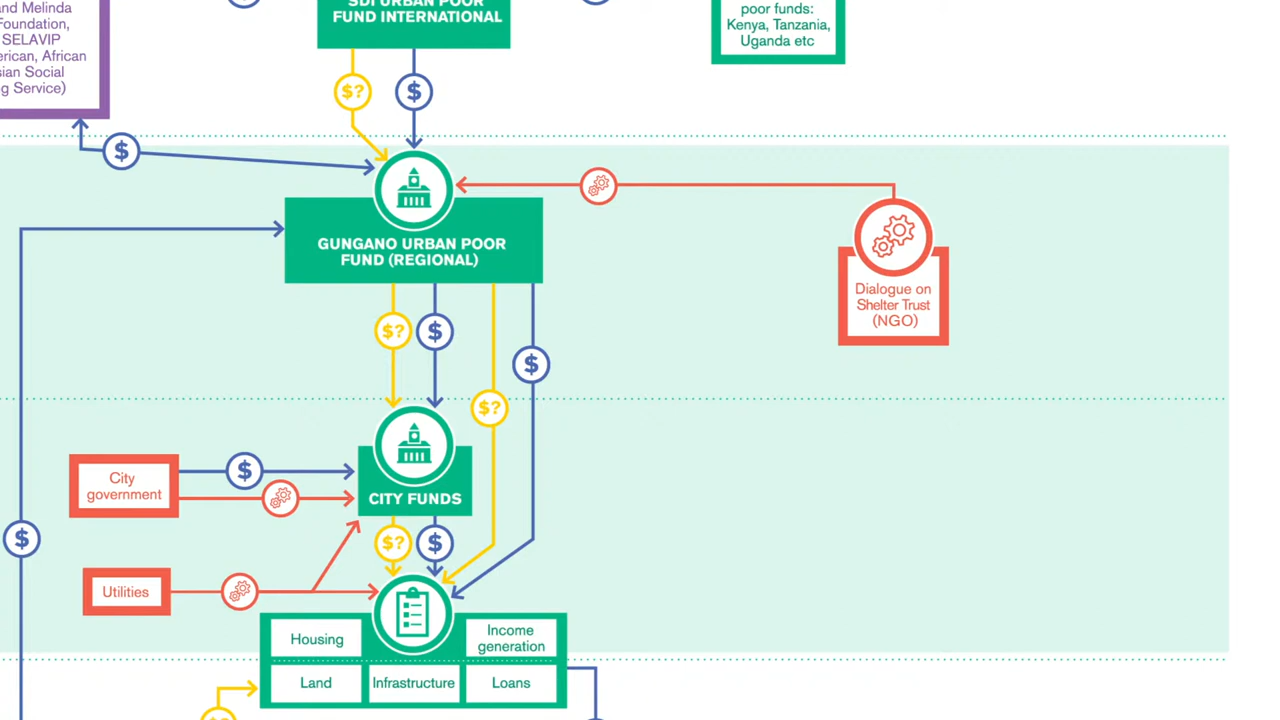 and Melinda
Foundation,
SELAVIP
African
Social
Service)
SDI URBAN POOR
FUND INTERNATIONAL
poor funds:
Kenya, Tanzania,
Uganda etc
$?
$
$
GUNGANO URBAN POOR
FUND (REGIONAL)
Dialogue on
Shelter Trust
(NGO)
$?
$
$
$?
City
government
$
CITY FUNDS
$
$?
$
Utilities
Housing
Income
generation
Land
Infrastructure
Loans